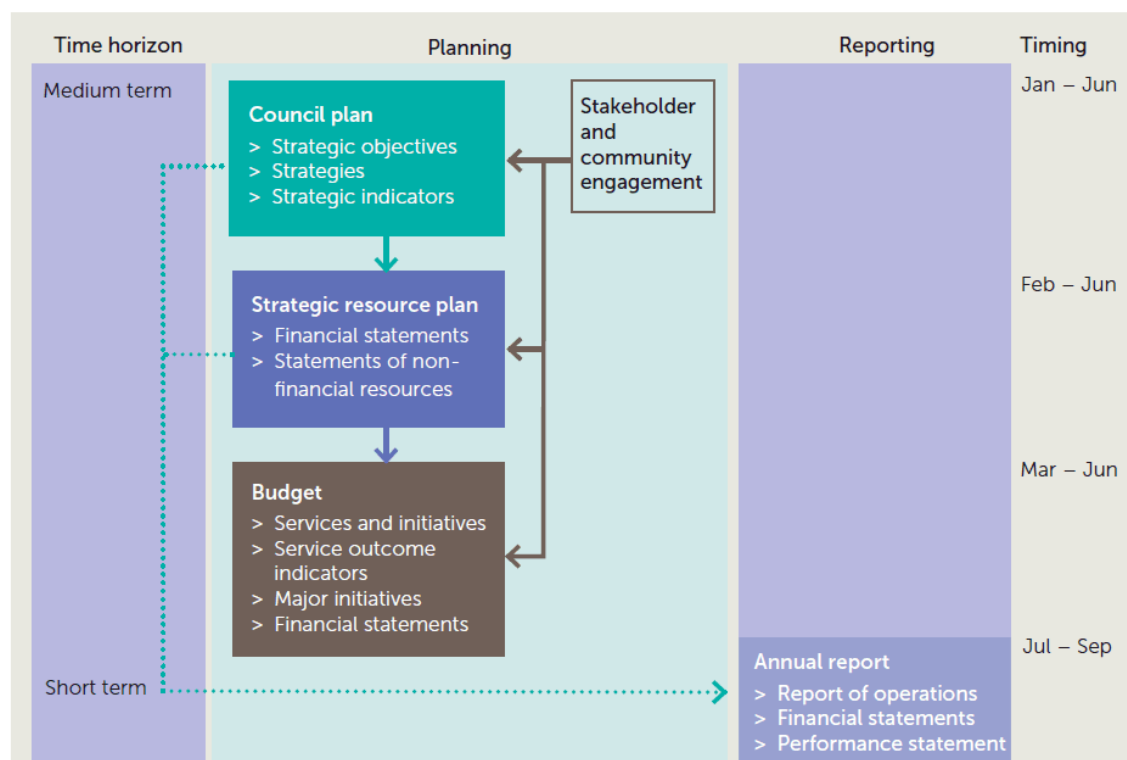 Time horizon
Planning
Reporting
Timing
Medium term
Jan – Jun
Council plan
> Strategic objectives
> Strategies
> Strategic indicators
Stakeholder
and
community
engagement
Feb – Jun
Strategic resource plan
> Financial statements
> Statements of non-
financial resources
Mar – Jun
Budget
> Services and initiatives
> Service outcome
indicators
> Major initiatives
> Financial statements
Jul – Sep
Short term
Annual report
> Report of operations
> Financial statements
> Performance statement